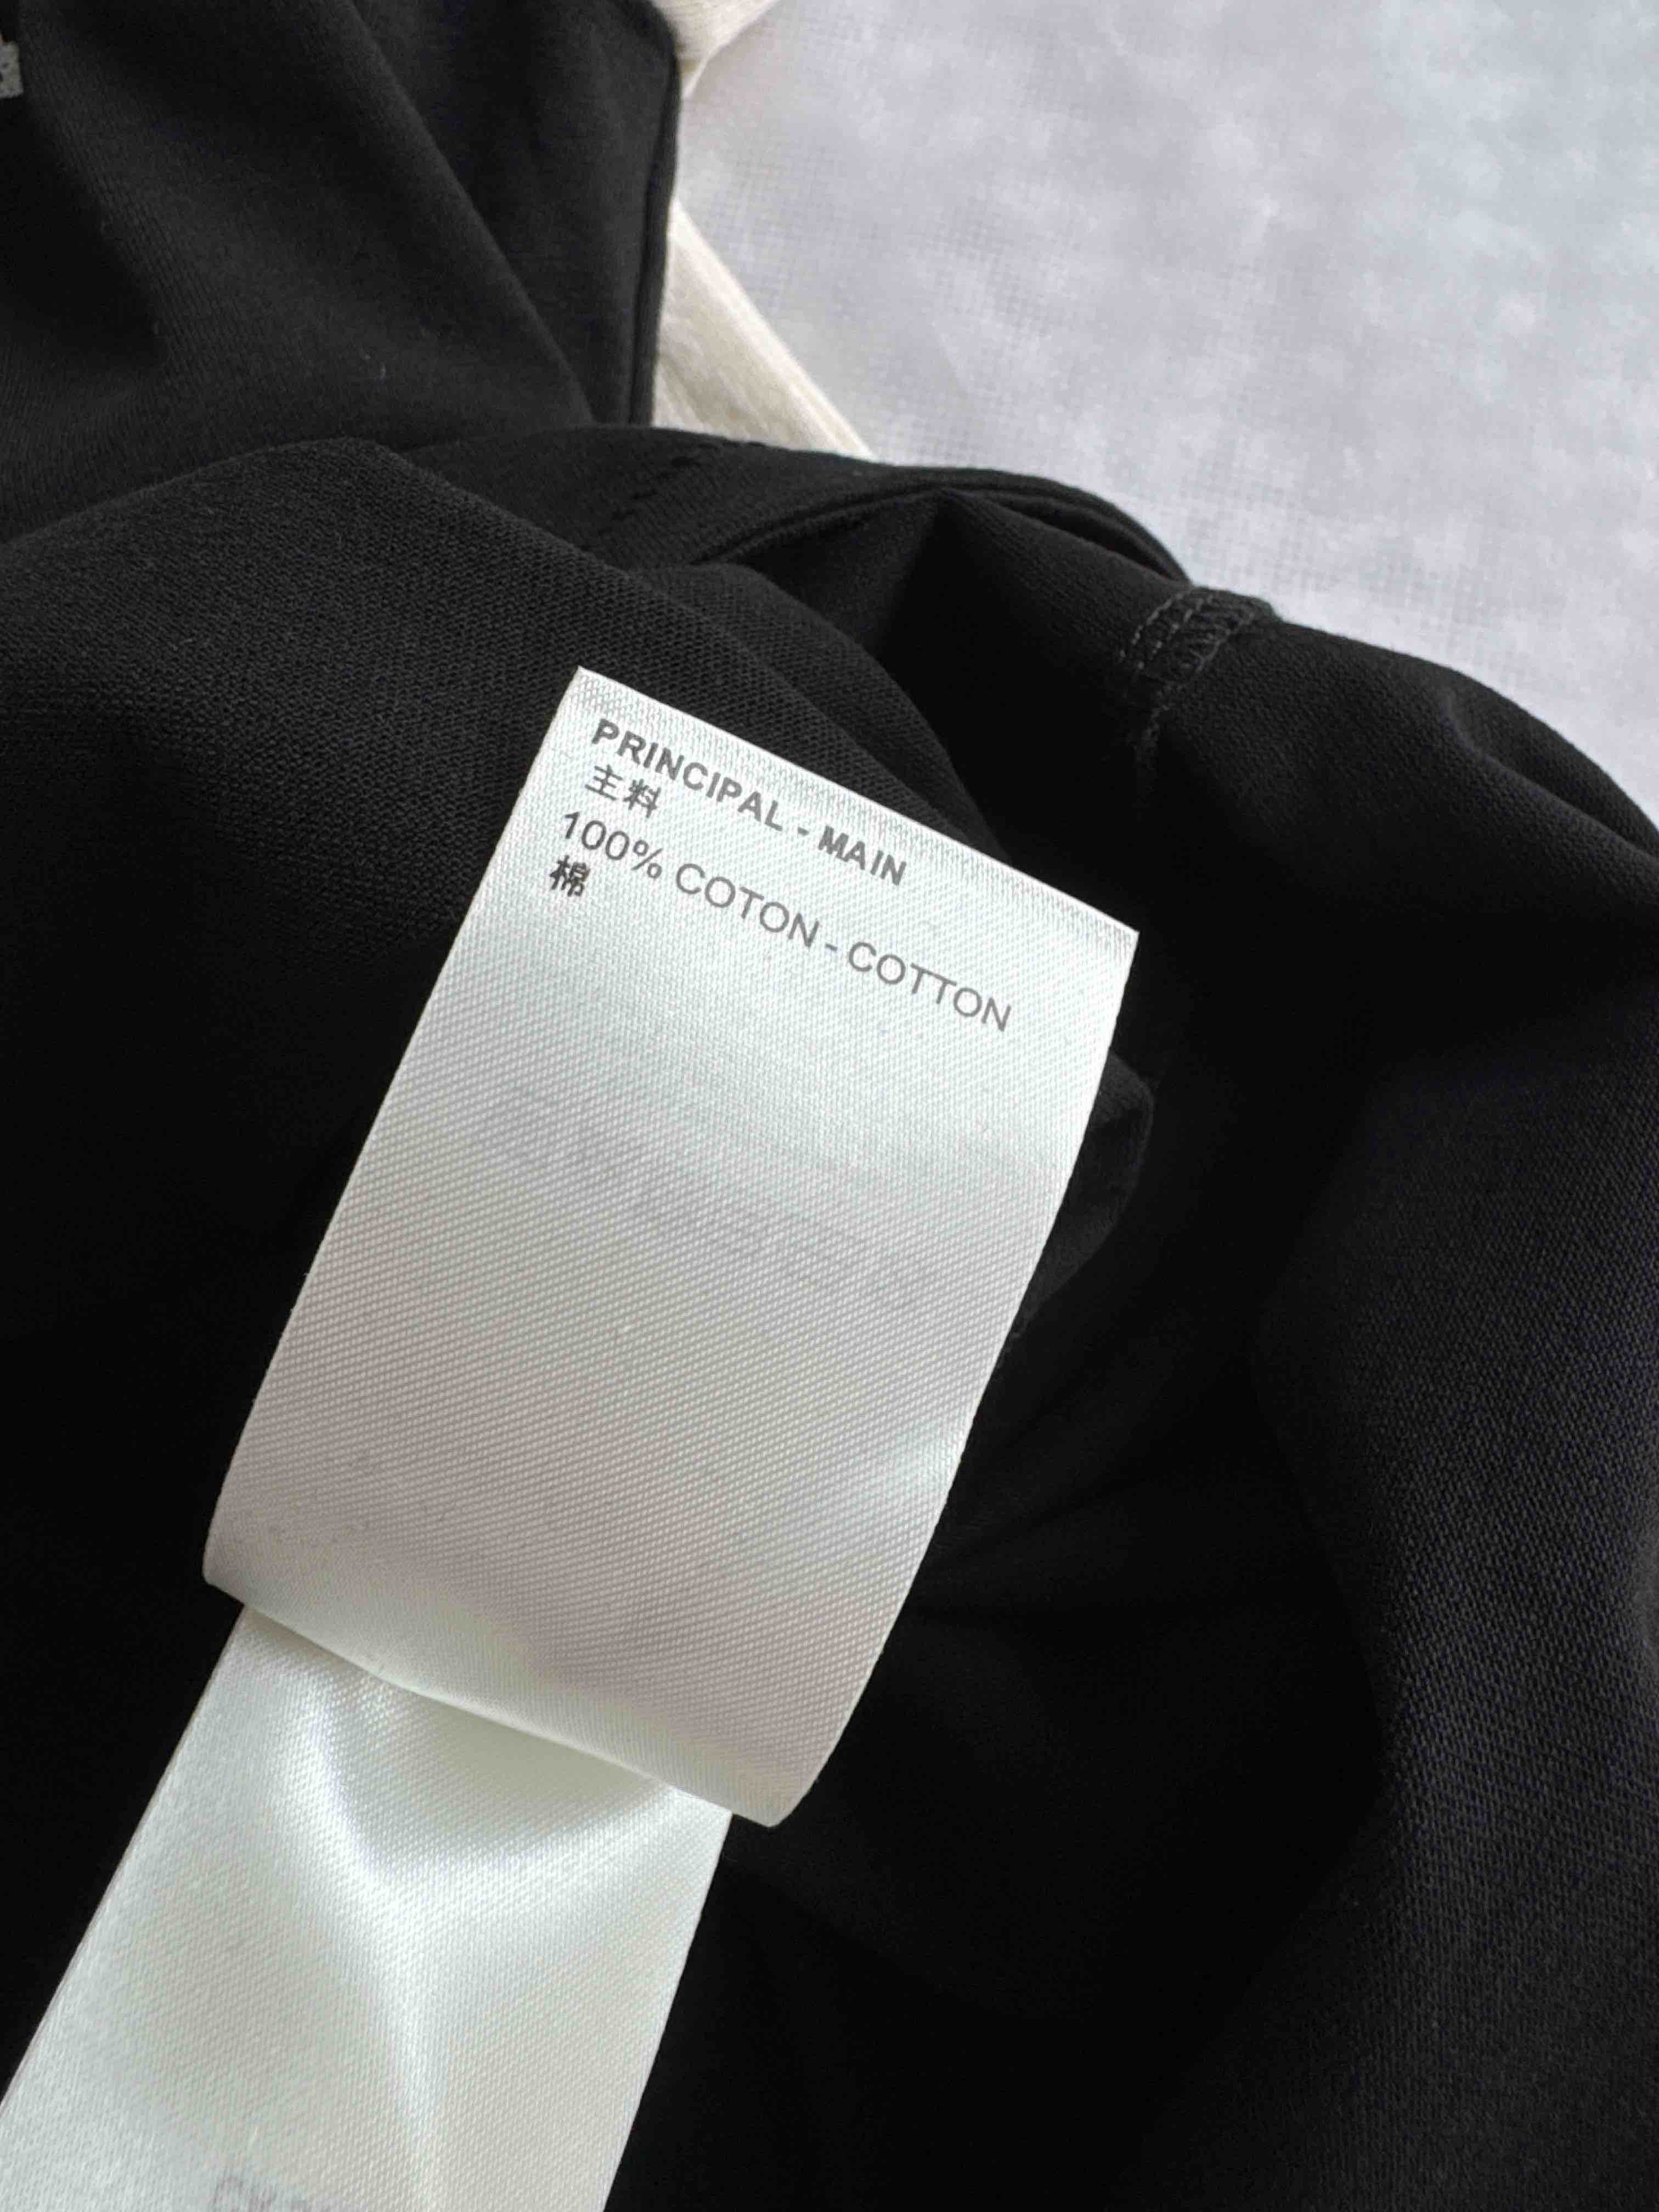 PRINCIPAL - MAIN
主料
100% COTON - COTTON
棉